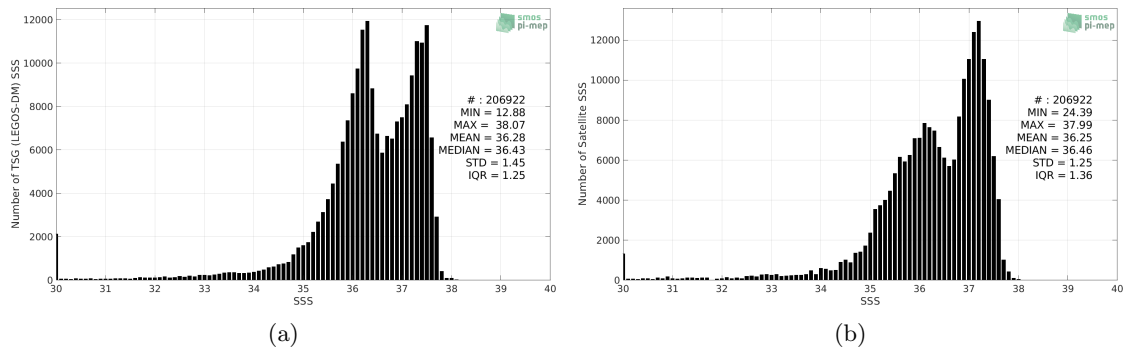 12000
10000
8000
6000
4000
2000
0
Number of TSG (LEGOS-DM) SSS
smos
pi-mep
# : 206922
MIN = 12.88
MAX = 38.07
MEAN = 36.28
MEDIAN = 36.43
STD = 1.45
IQR = 1.25
30 31 32 33 34 35 36 37 38 39 40
SSS
(a)
12000
10000
8000
6000
4000
2000
0
Number of Satellite SSS
smos
pi-mep
# : 206922
MIN = 24.39
MAX = 37.99
MEAN = 36.25
MEDIAN = 36.46
STD = 1.25
IQR = 1.36
30 31 32 33 34 35 36 37 38 39 40
SSS
(b)